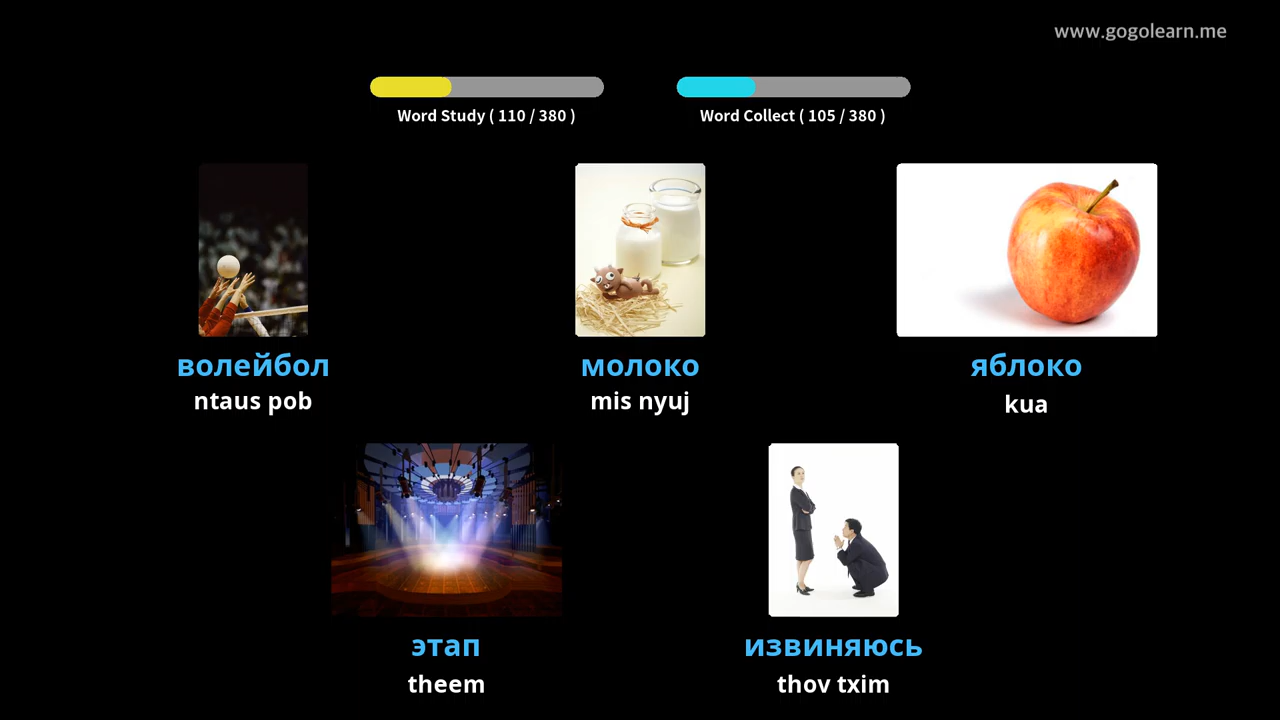 www.gogolearn.me
Word Study ( 110 / 380 )
Word Collect ( 105 / 380 )
волейбол
ntaus pob
молоко
mis nyuj
яблоко
kua
этап
theem
извиняюсь
thov txim